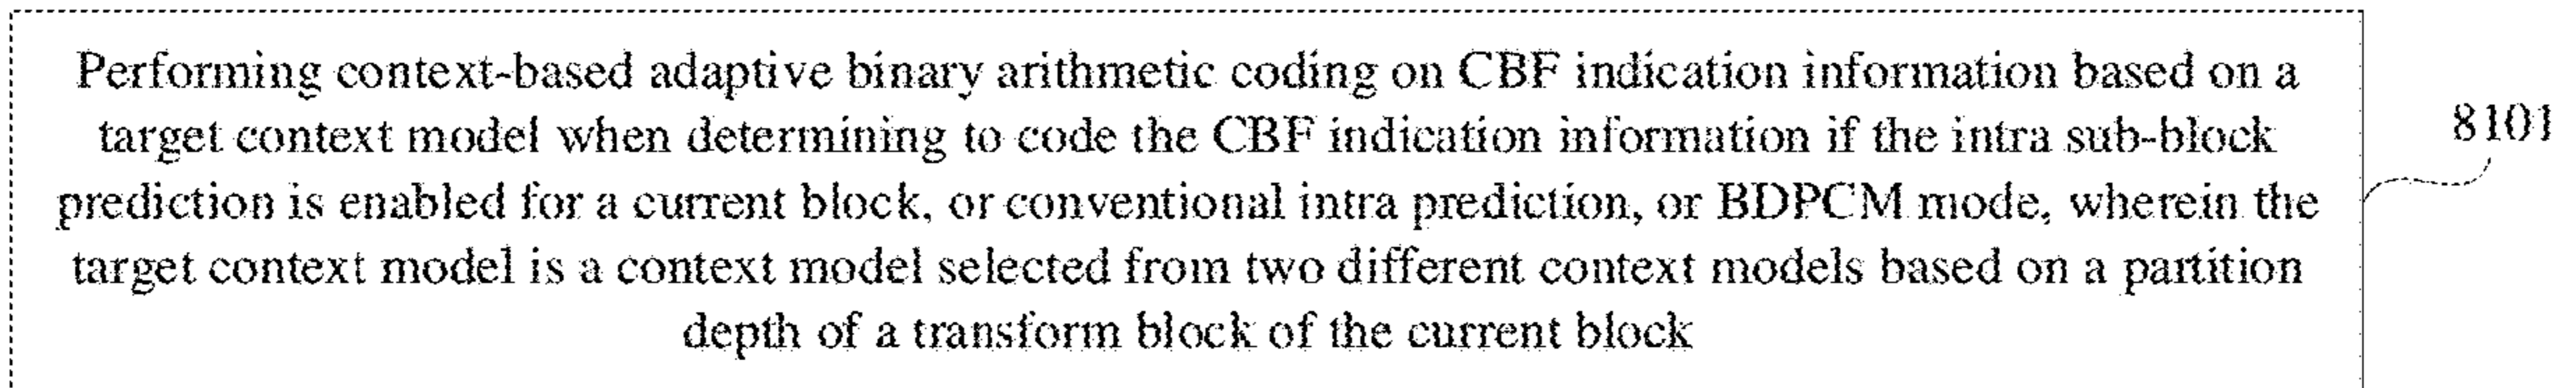 Performing context-based adaptive binary arithmetic coding on CBF indication information based on a
target context model when determining to code the CBF indication information if the intra sub-block
prediction is enabled for a current block, or conventional intra prediction, or BDPCM mode, wherein the
target context model is a context model selected from two different context models based on a partition
depth of a transform block of the current block
8101